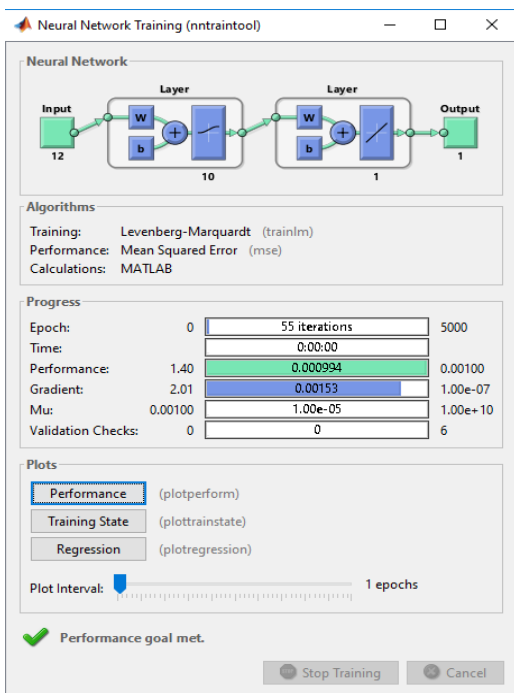 Neural Network Training (nntraintool)
Neural Network
Layer Layer
Input Output
W W
b b
12 10 1 1
Algorithms
Training: Levenberg-Marquardt (trainlm)
Performance: Mean Squared Error (mse)
Calculations: MATLAB
Progress
Epoch: 0 55 iterations 5000
Time: 0:00:00
Performance: 1.40 0.000994 0.00100
Gradient: 2.01 0.00153 1.00e-07
Mu: 0.00100 1.00e-05 1.00e+10
Validation Checks: 0 0 6
Plots
Performance (plotperform)
Training State (plottrainstate)
Regression (plotregression)
Plot Interval: 1 epochs
Performance goal met.
Stop Training Cancel